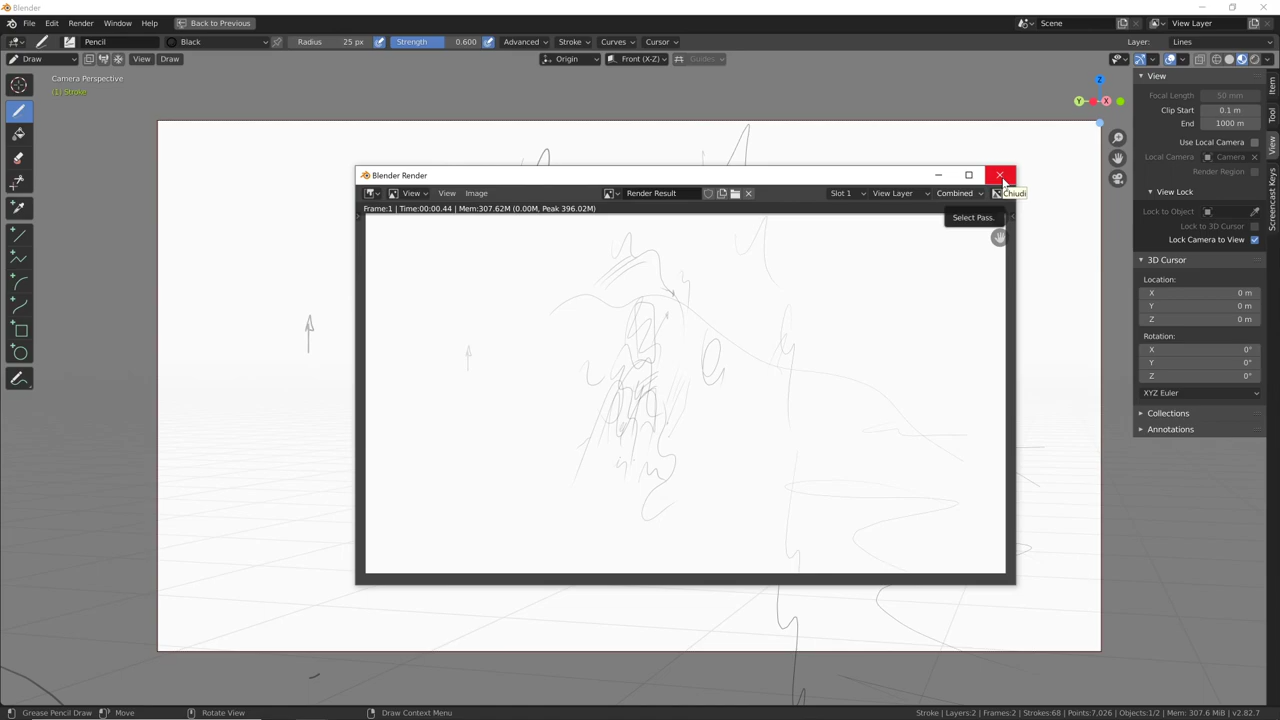 Blender
File Edit Render Window Help Back to Previous Scene View Layer
Pencil Black Radius 25 px Strength 0.600 Advanced Stroke Curves Cursor Layer: Lines
Draw View Draw Origin Front (X-Z) Guides
Camera Perspective
(1) Stroke
View
Focal Length 50 mm
Clip Start 0.1 m
End 1000 m
Use Local Camera
Local Camera Camera
Render Region
View Lock
Lock to Object
Lock to 3D Cursor
Lock Camera to View
3D Cursor
Location:
X 0 m
Y 0 m
Z 0 m
Rotation:
X 0°
Y 0°
Z 0°
XYZ Euler
Collections
Annotations
Item
Tool
View
Screencast Keys
Z
Y X
Blender Render
Chiudi
View View Image Render Result Slot 1 View Layer Combined
Frame:1 | Time:00:00.44 | Mem:307.62M (0.00M, Peak 396.02M)
Select Pass.
Grease Pencil Draw Move Rotate View Draw Context Menu
Stroke | Layers:2 | Frames:2 | Strokes:68 | Points:7,026 | Objects:1/2 | Mem: 307.6 MiB | v2.82.7